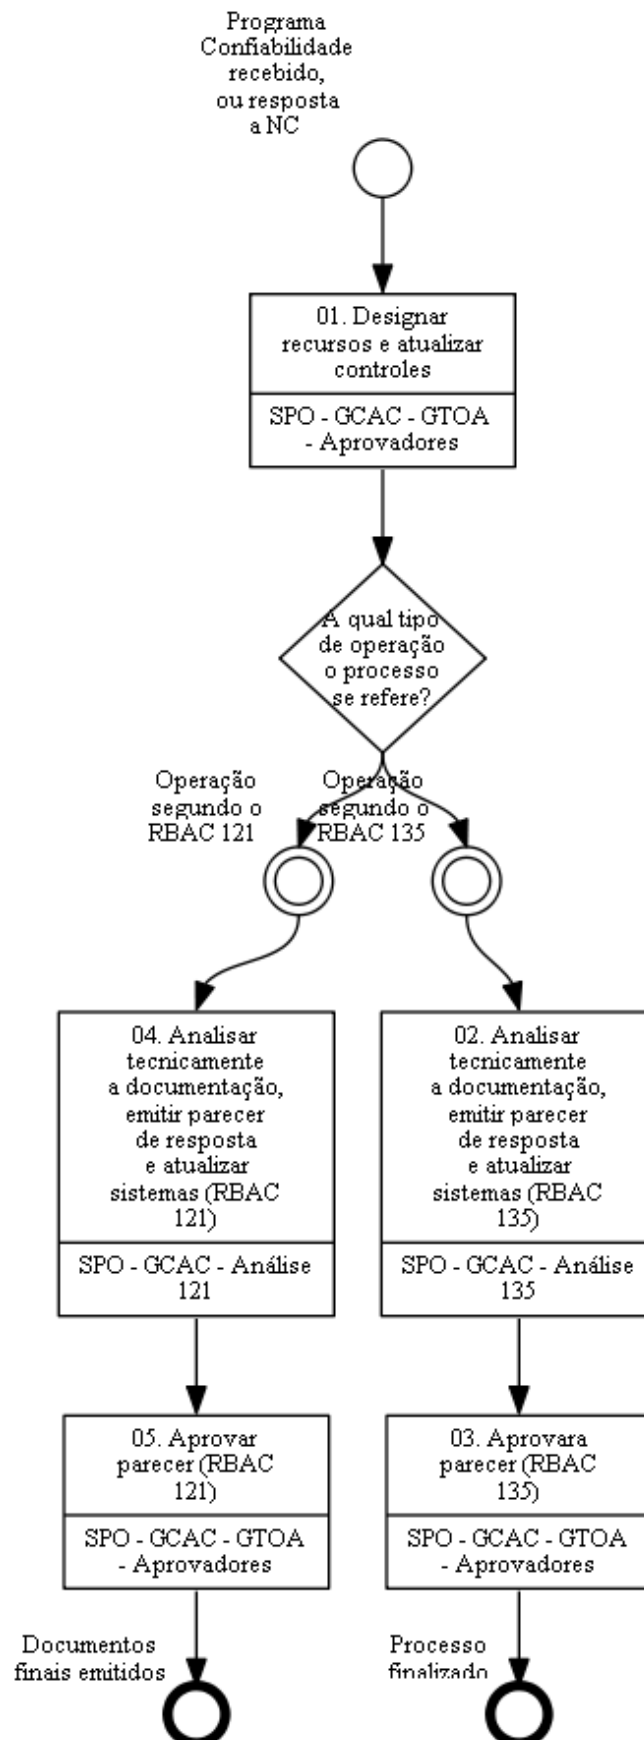 Programa
Confiabilidade
recebido,
ou resposta
a NC
01. Designar
recursos e atualizar
controles
SPO - GCAC - GTOA
- Aprovadores
A qual tipo
de operação
o processo
se refere?
Operação
segundo o
RBAC 121
Operação
segundo o
RBAC 135
04. Analisar
tecnicamente
a documentação,
emitir parecer
de resposta
e atualizar
sistemas (RBAC
121)
SPO - GCAC - Análise
121
02. Analisar
tecnicamente
a documentação,
emitir parecer
de resposta
e atualizar
sistemas (RBAC
135)
SPO - GCAC - Análise
135
05. Aprovar
parecer (RBAC
121)
SPO - GCAC - GTOA
- Aprovadores
03. Aprovara
parecer (RBAC
135)
SPO - GCAC - GTOA
- Aprovadores
Documentos
finais emitidos
Processo
finalizado